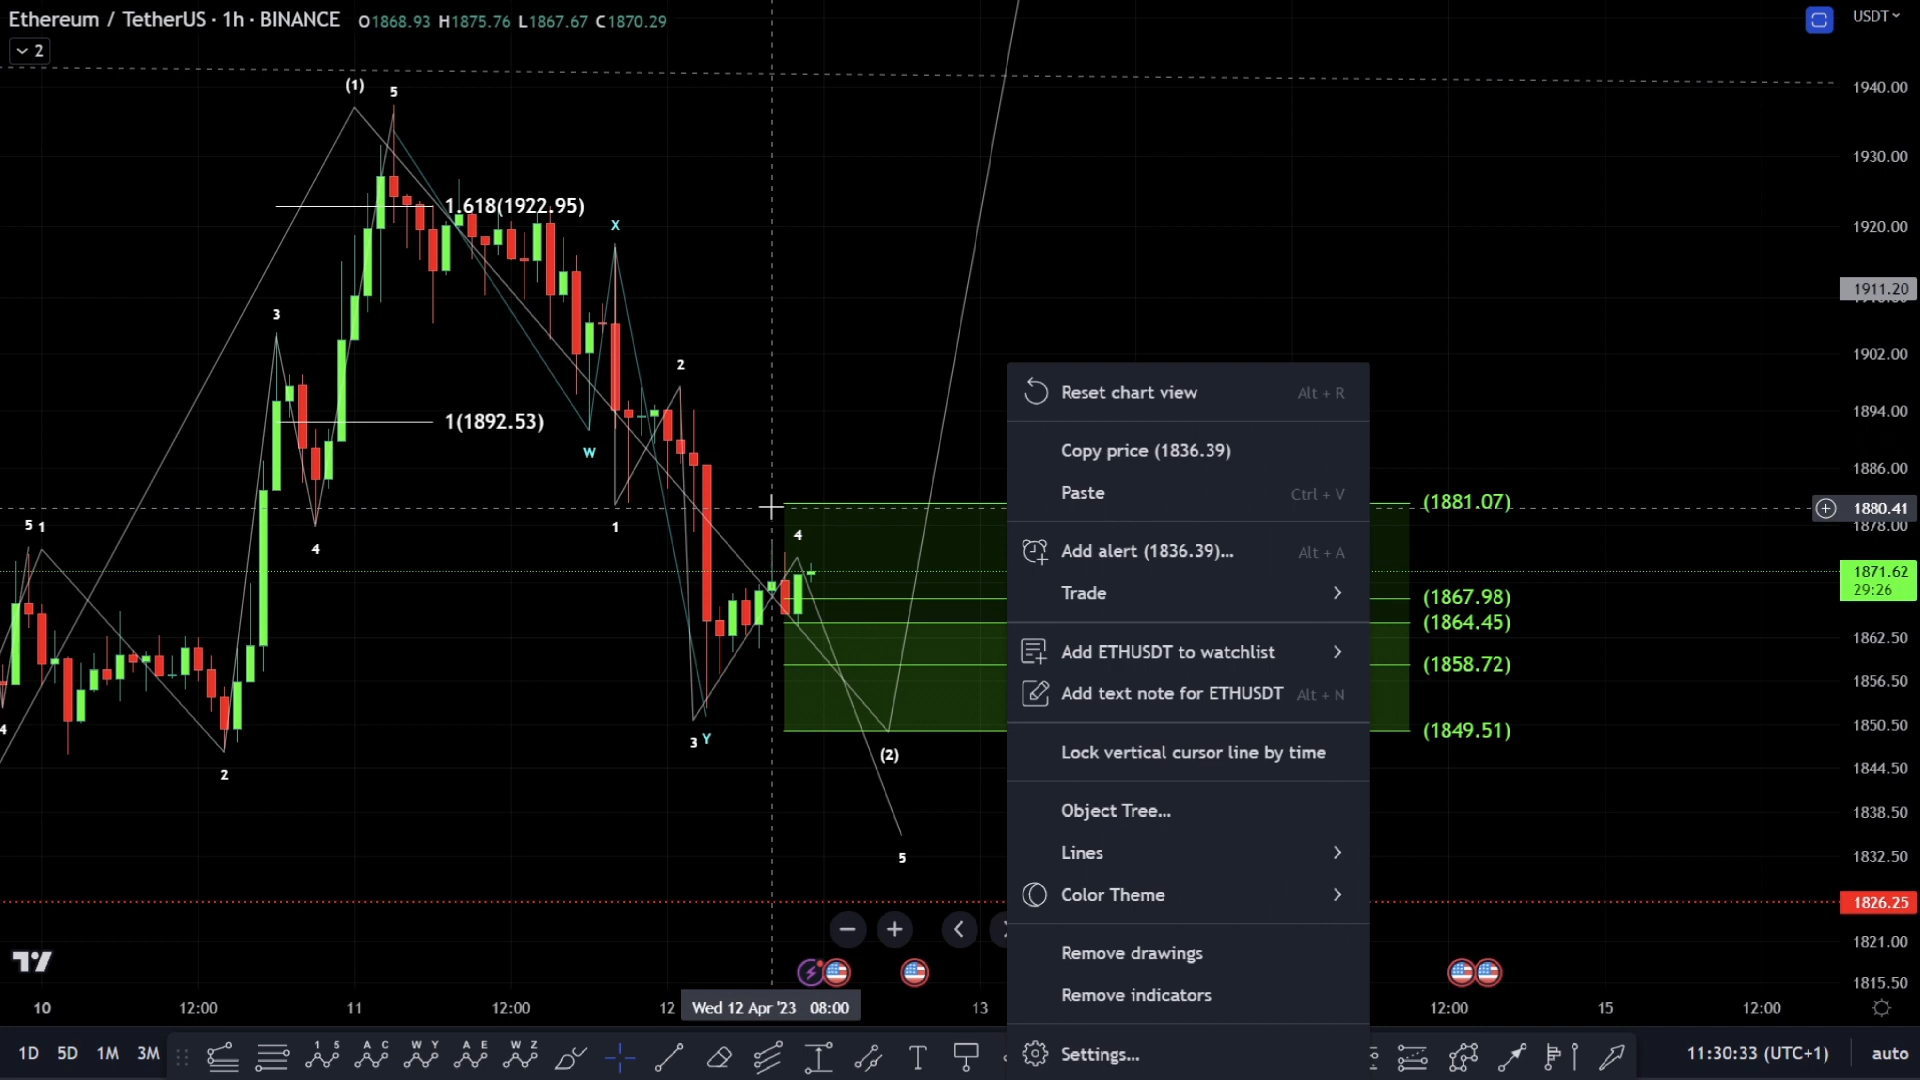 Ethereum / TetherUS · 1h · BINANCE O1868.93 H1875.76 L1867.67 C1870.29
USDT
2
1940.00
(1)
5
1930.00
1.618(1922.95)
X
1920.00
1911.20
3
1902.00
2
1894.00
1(1892.53)
W
1886.00
(1881.07)
1880.41
1878.00
5 1
1
4
4
1871.62
29:26
(1867.98)
(1864.45)
1862.50
(1858.72)
1856.50
4
1850.50
(1849.51)
3 Y
(2)
2
1844.50
1838.50
5
1832.50
1826.25
1821.00
1815.50
Reset chart view Alt + R
Copy price (1836.39)
Paste Ctrl + V
Add alert (1836.39)... Alt + A
Trade
Add ETHUSDT to watchlist
Add text note for ETHUSDT Alt + N
Lock vertical cursor line by time
Object Tree...
Lines
Color Theme
Remove drawings
Remove indicators
Settings...
10 12:00 11 12:00 12 Wed 12 Apr '23 08:00 13 12:00 15 12:00
1D 5D 1M 3M
1 5
A C
W Y
A E
W Z
T
11:30:33 (UTC+1) auto